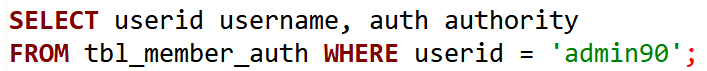 SELECT userid username, auth authority
FROM tbl_member_auth WHERE userid = 'admin90';